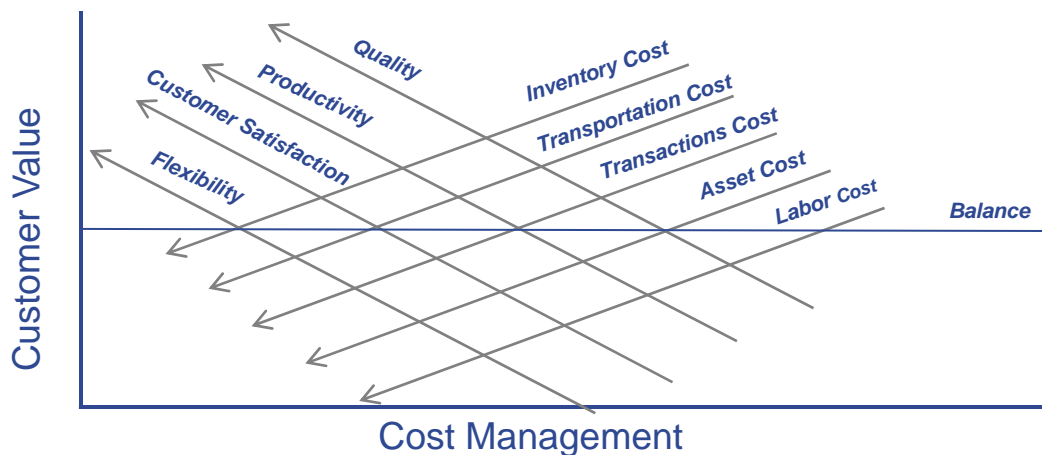 Quality
Inventory Cost
Productivity
Transportation Cost
Customer Satisfaction
Transactions Cost
Flexibility
Asset Cost
Labor Cost
Balance
Customer Value
Cost Management